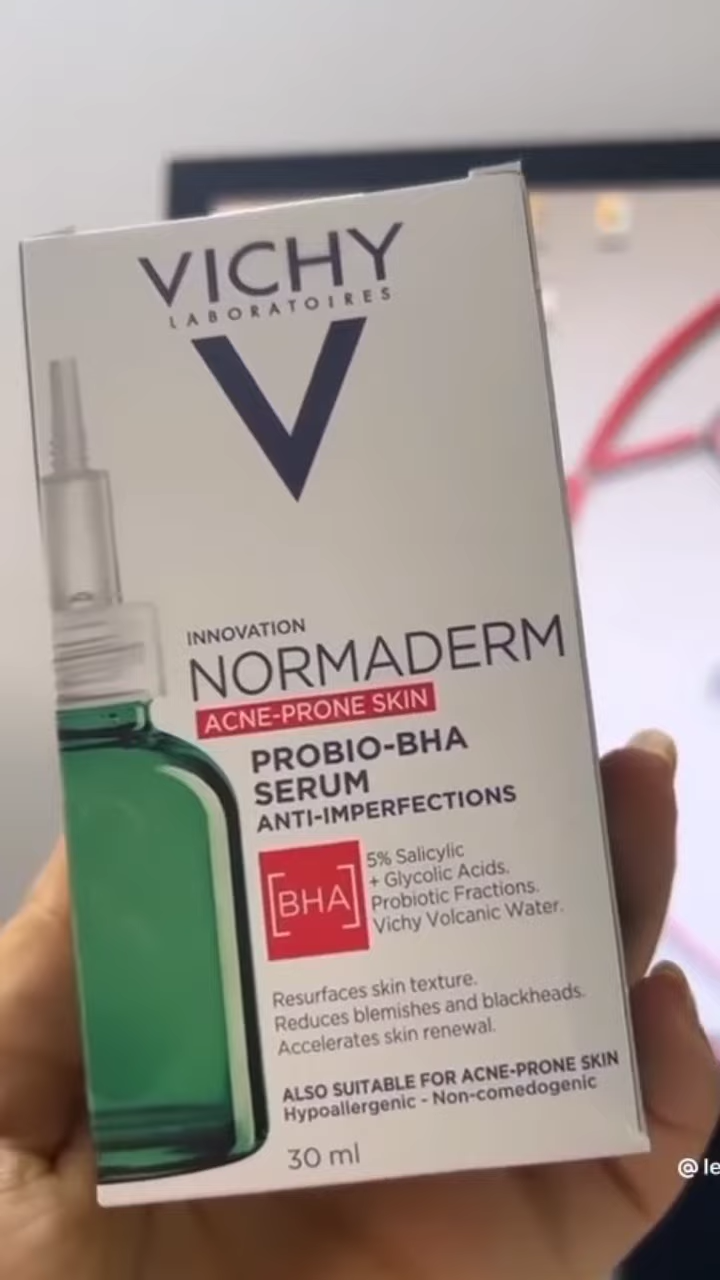 VICHY
LABORATOIRES
INNOVATION
NORMADERM
ACNE-PRONE SKIN
PROBIO-BHA
SERUM
ANTI-IMPERFECTIONS
[BHA]
5% Salicylic
+ Glycolic Acids.
Probiotic Fractions.
Vichy Volcanic Water.
Resurfaces skin texture.
Reduces blemishes and blackheads.
Accelerates skin renewal.
ALSO SUITABLE FOR ACNE-PRONE SKIN
Hypoallergenic - Non-comedogenic
30 ml
@le